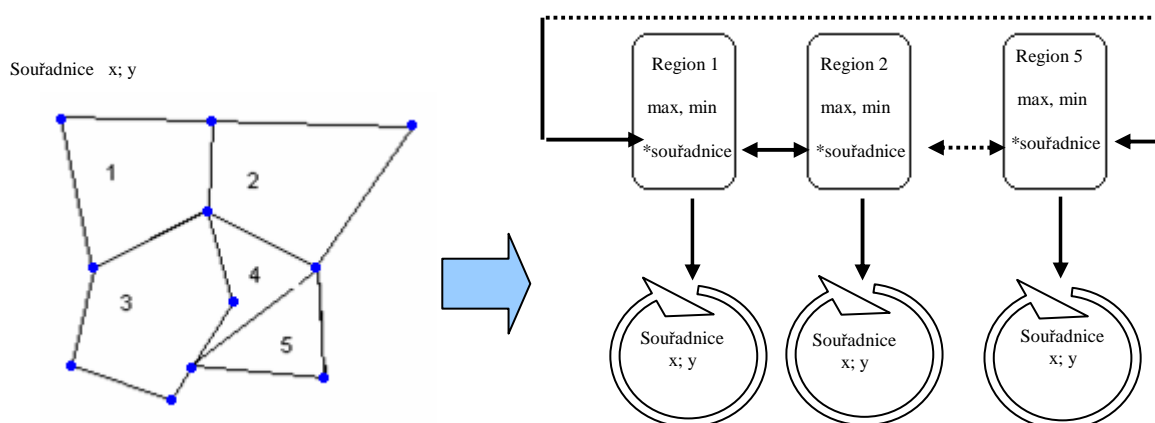 Souřadnice x; y
1
2
3
4
5
Region 1
max, min
*souřadnice
Region 2
max, min
*souřadnice
Region 5
max, min
*souřadnice
Souřadnice
x; y
Souřadnice
x; y
Souřadnice
x; y